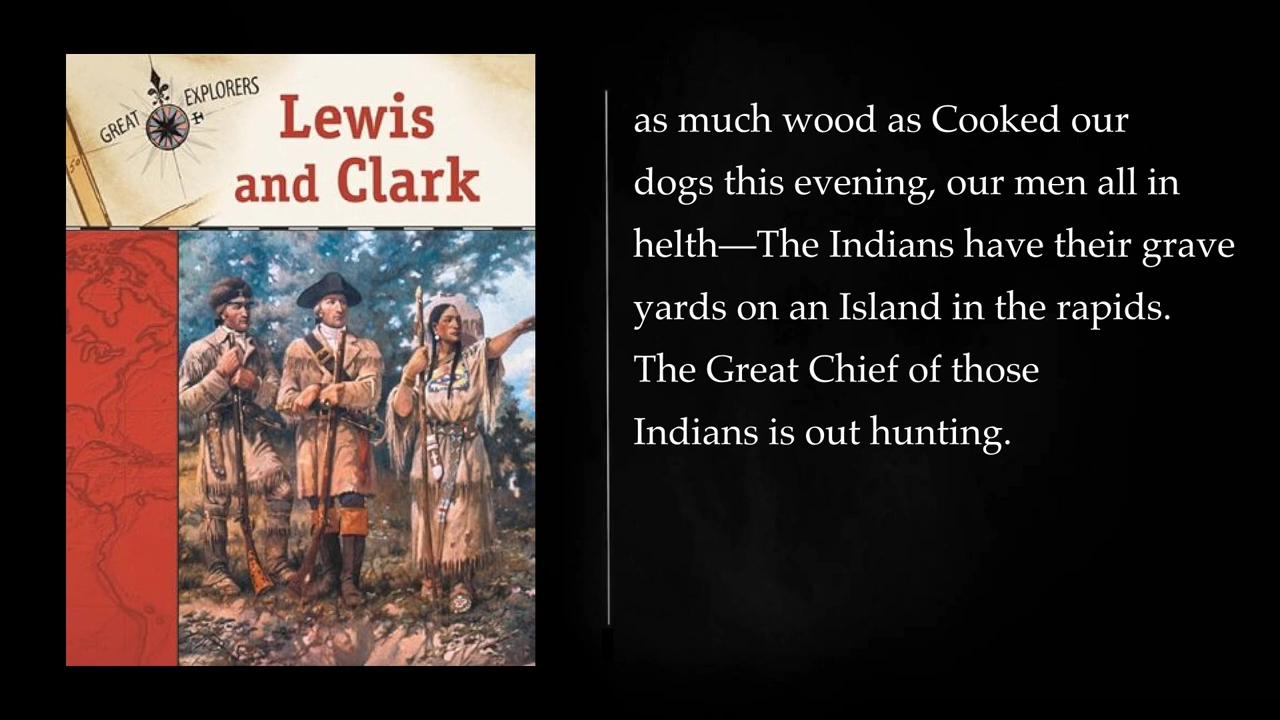 GREAT EXPLORERS
Lewis
and Clark
50
as much wood as Cooked our
dogs this evening, our men all in
helth—The Indians have their grave
yards on an Island in the rapids.
The Great Chief of those
Indians is out hunting.